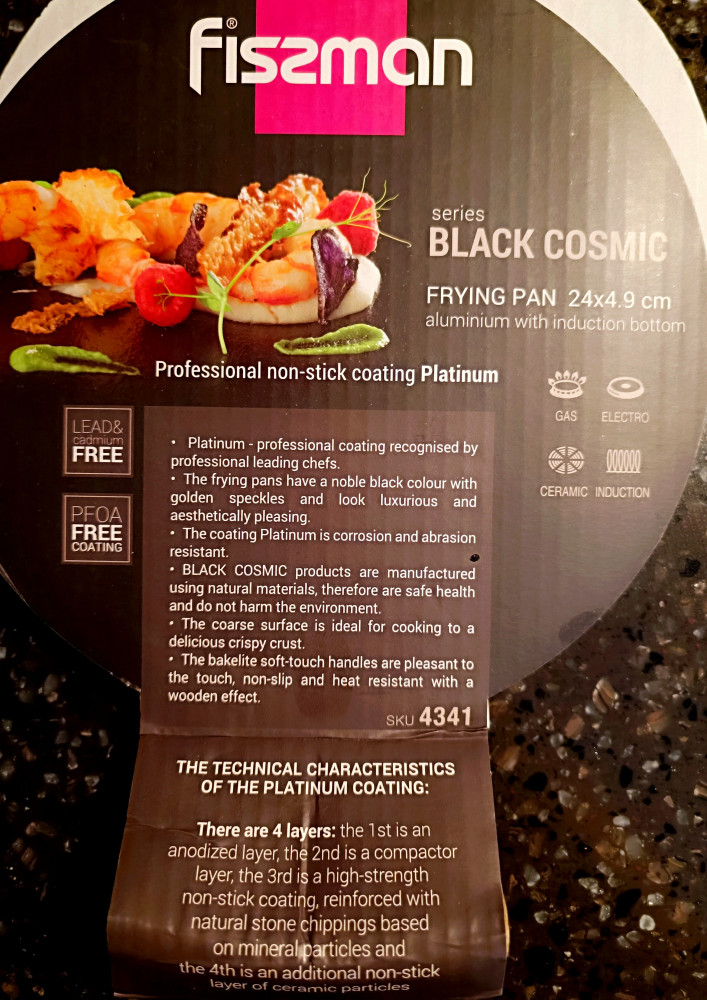 fissman®
series
BLACK COSMIC
FRYING PAN 24x4.9 cm
aluminium with induction bottom
Professional non-stick coating Platinum
GAS ELECTRO
CERAMIC INDUCTION
LEAD&
cadmium
FREE
PFOA
FREE
COATING
• Platinum - professional coating recognised by
professional leading chefs.
• The frying pans have a noble black colour with
golden speckles and look luxurious and
aesthetically pleasing.
• The coating Platinum is corrosion and abrasion
resistant.
• BLACK COSMIC products are manufactured
using natural materials, therefore are safe health
and do not harm the environment.
• The coarse surface is ideal for cooking to a
delicious crispy crust.
• The bakelite soft-touch handles are pleasant to
the touch, non-slip and heat resistant with a
wooden effect.
SKU 4341
THE TECHNICAL CHARACTERISTICS
OF THE PLATINUM COATING:
There are 4 layers: the 1st is an
anodized layer, the 2nd is a compactor
layer, the 3rd is a high-strength
non-stick coating, reinforced with
natural stone chippings based
on mineral particles and
the 4th is an additional non-stick
layer of ceramic particles